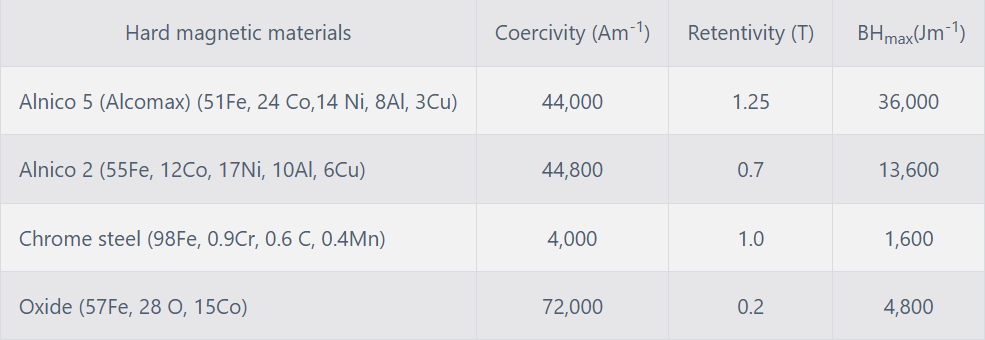 Hard magnetic materials Coercivity (Am⁻¹) Retentivity (T) BHₘₐₓ(Jm⁻¹)
Alnico 5 (Alcomax) (51Fe, 24 Co,14 Ni, 8Al, 3Cu) 44,000 1.25 36,000
Alnico 2 (55Fe, 12Co, 17Ni, 10Al, 6Cu) 44,800 0.7 13,600
Chrome steel (98Fe, 0.9Cr, 0.6 C, 0.4Mn) 4,000 1.0 1,600
Oxide (57Fe, 28 O, 15Co) 72,000 0.2 4,800